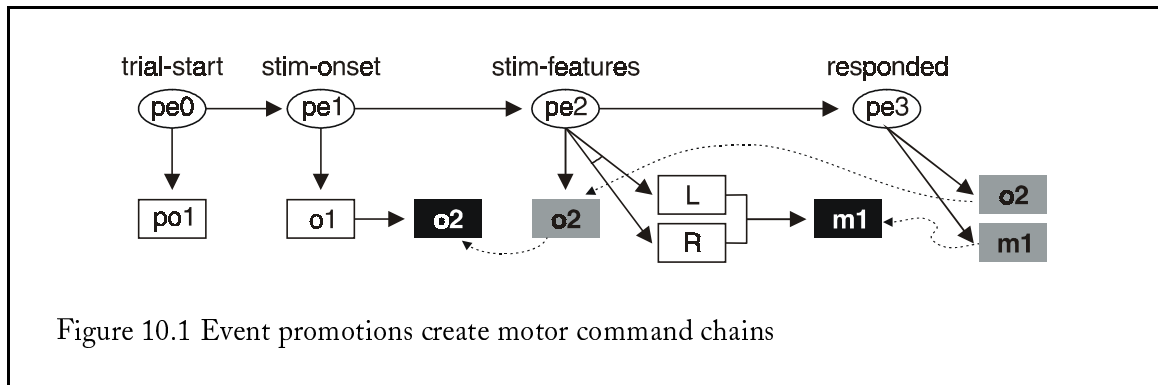 trial-start stim-onset stim-features responded
pe0 pe1 pe2 pe3
L o2
po1 o1 o2 o2 m1
R m1
Figure 10.1 Event promotions create motor command chains